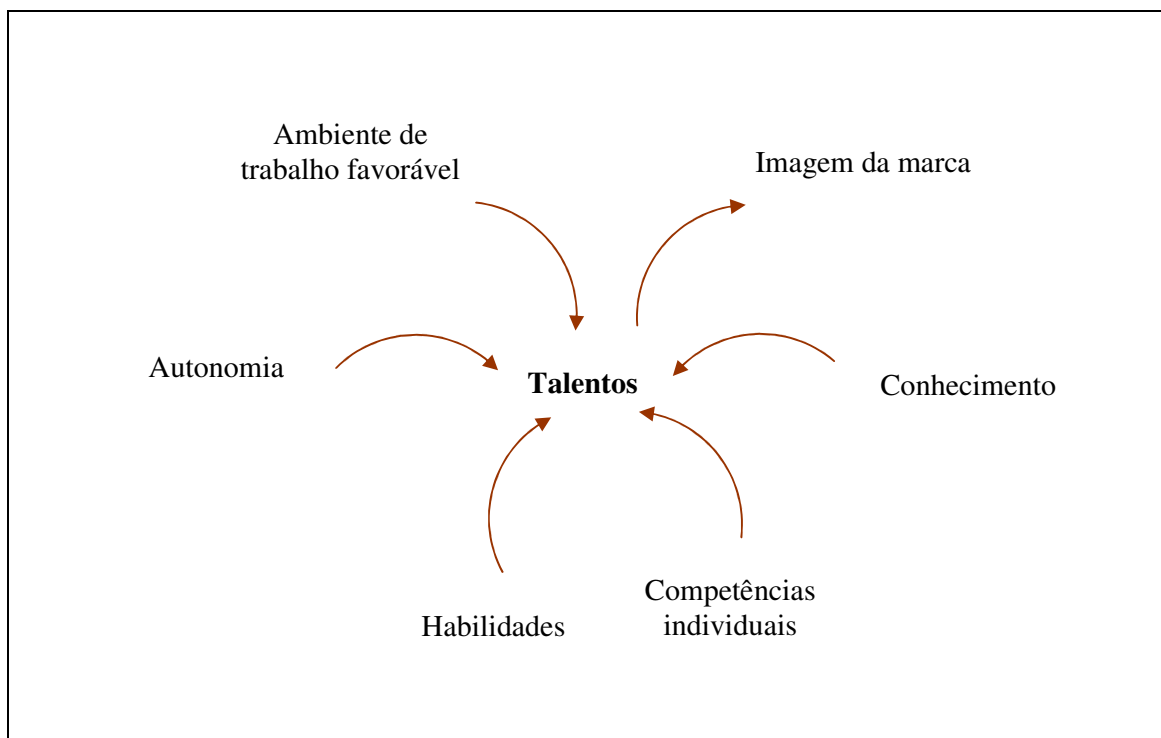 Ambiente de
trabalho favorável
Imagem da marca
Autonomia
Talentos
Conhecimento
Habilidades
Competências
individuais